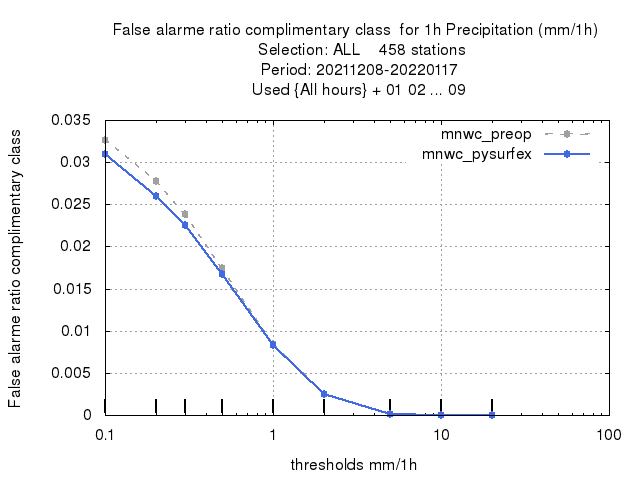 False alarme ratio complimentary class  for 1h Precipitation (mm/1h)
Selection: ALL    458 stations
Period: 20211208-20220117
Used {All hours} + 01 02 ... 09
False alarme ratio complimentary class
0.035
0.03
0.025
0.02
0.015
0.01
0.005
0
mnwc_preop
mnwc_pysurfex
0.1
1
10
100
thresholds mm/1h